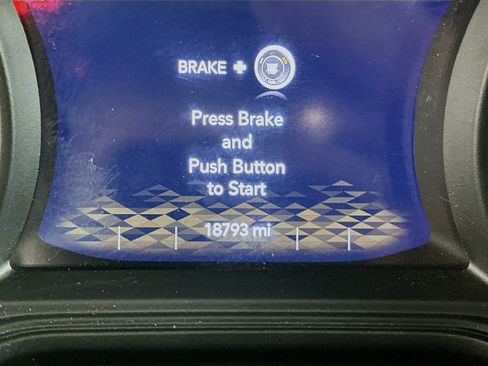 BRAKE +
Press Brake
and
Push Button
to Start
18793 mi